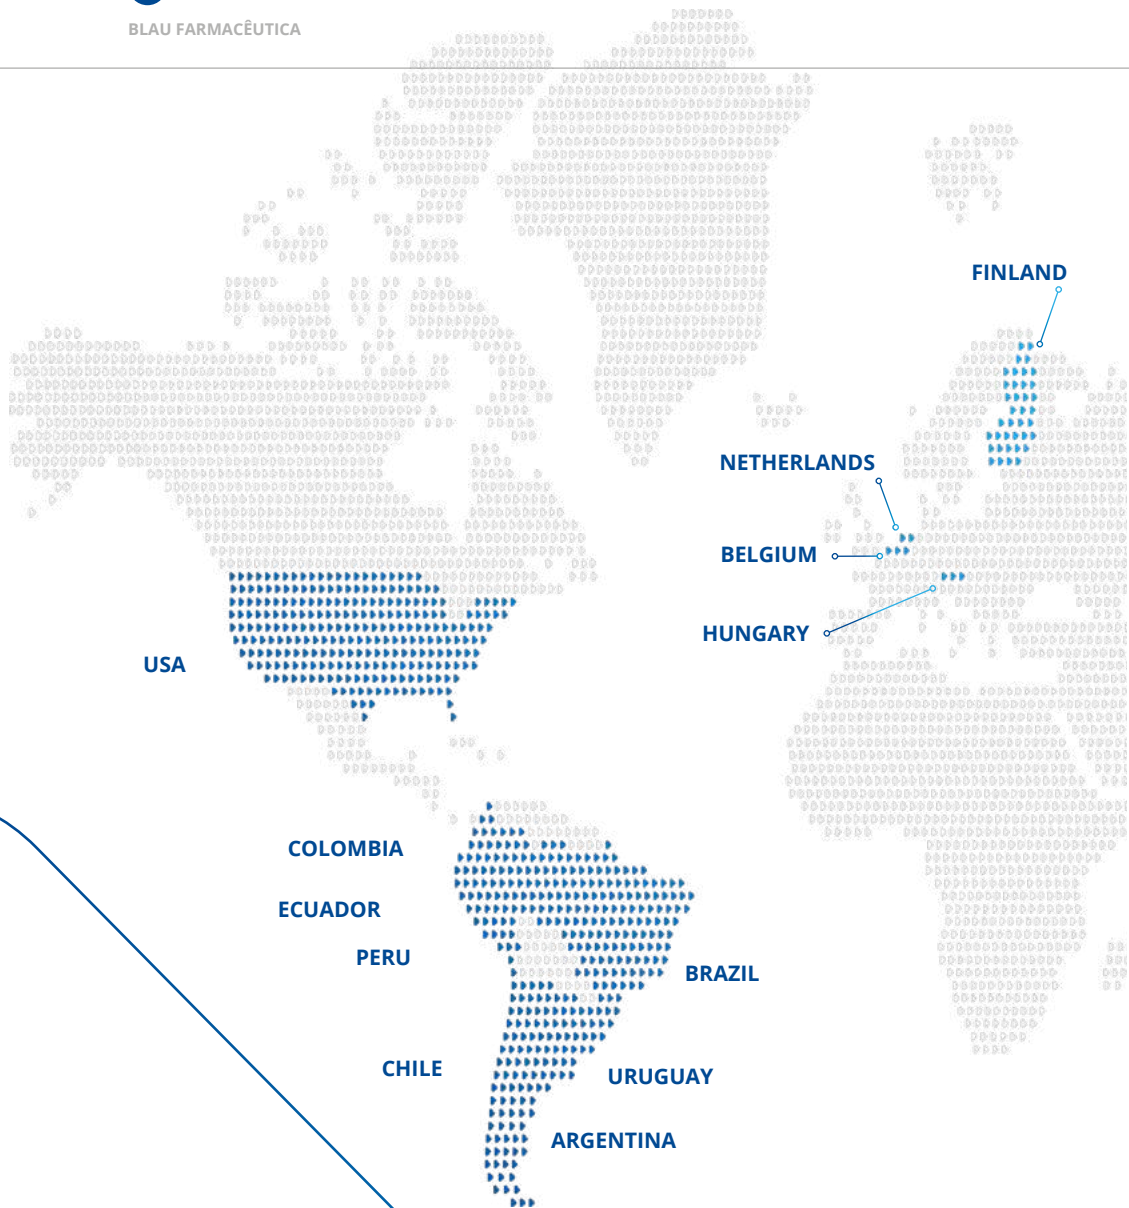 BLAU FARMACÊUTICA
FINLAND
NETHERLANDS
BELGIUM
HUNGARY
USA
COLOMBIA
ECUADOR
PERU
BRAZIL
CHILE
URUGUAY
ARGENTINA